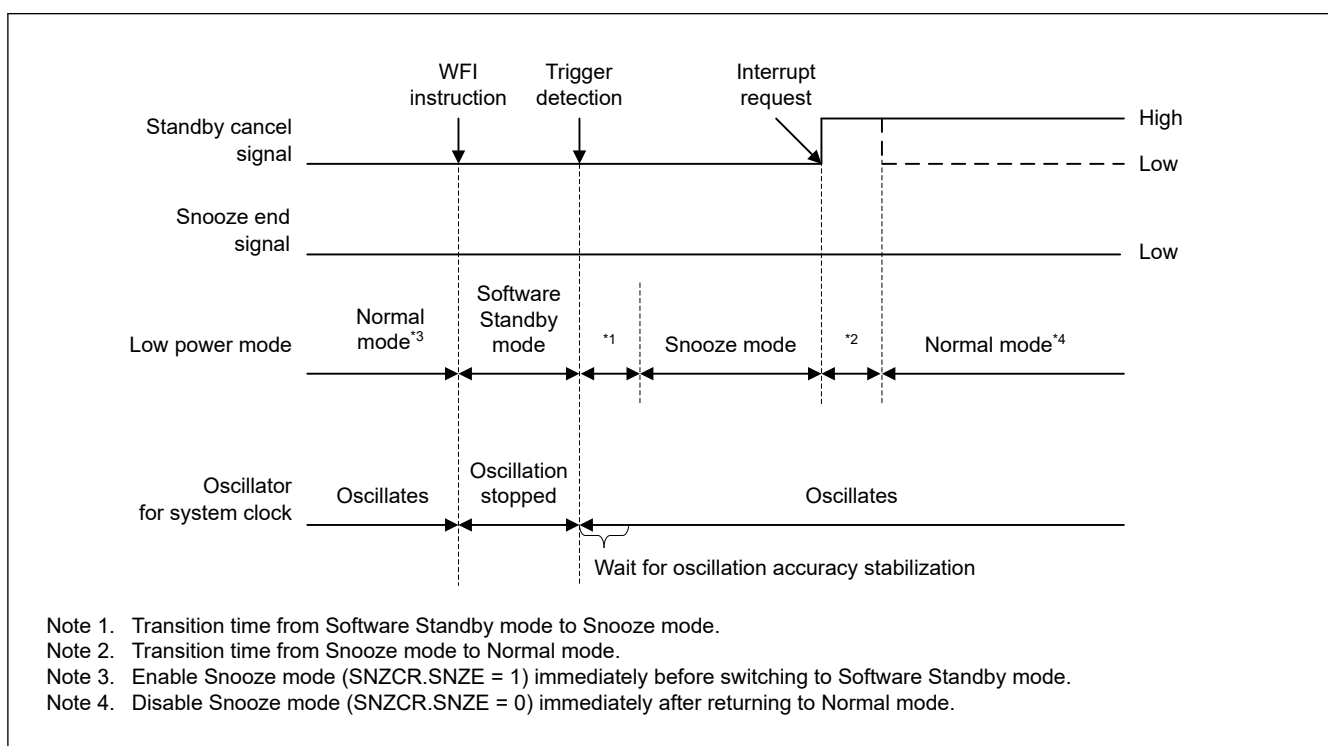 WFI
instruction
Trigger
detection
Interrupt
request
Standby cancel
signal
High
Low
Snooze end
signal
Low
Low power mode
Normal
mode*3
Software
Standby
mode
*1
Snooze mode
*2
Normal mode*4
Oscillator
for system clock
Oscillates
Oscillation
stopped
Oscillates
Wait for oscillation accuracy stabilization
Note 1. Transition time from Software Standby mode to Snooze mode.
Note 2. Transition time from Snooze mode to Normal mode.
Note 3. Enable Snooze mode (SNZCR.SNZE = 1) immediately before switching to Software Standby mode.
Note 4. Disable Snooze mode (SNZCR.SNZE = 0) immediately after returning to Normal mode.